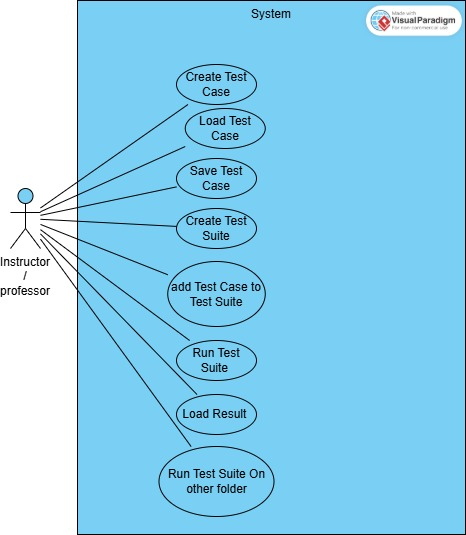 System
Made with
VisualParadigm
For non-commercial use
Create Test
Case
Load Test
Case
Save Test
Case
Create Test
Suite
Instructor
/
professor
add Test Case to
Test Suite
Run Test
Suite
Load Result
Run Test Suite On
other folder